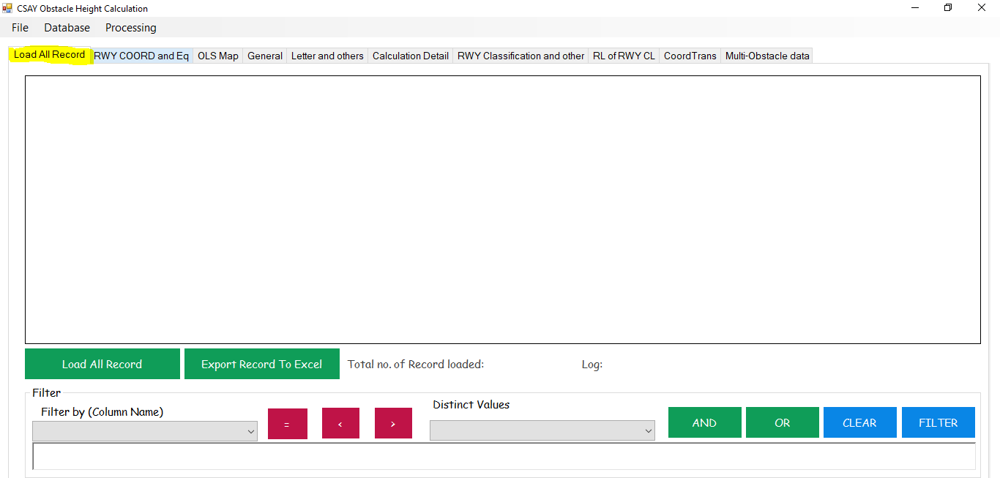 CSAY Obstacle Height Calculation
File Database Processing
Load All Record RWY COORD and Eq OLS Map General Letter and others Calculation Detail RWY Classification and other RL of RWY CL CoordTrans Multi-Obstacle data
Load All Record Export Record To Excel Total no. of Record loaded: Log:
Filter
Filter by (Column Name) Distinct Values
= < > AND OR CLEAR FILTER